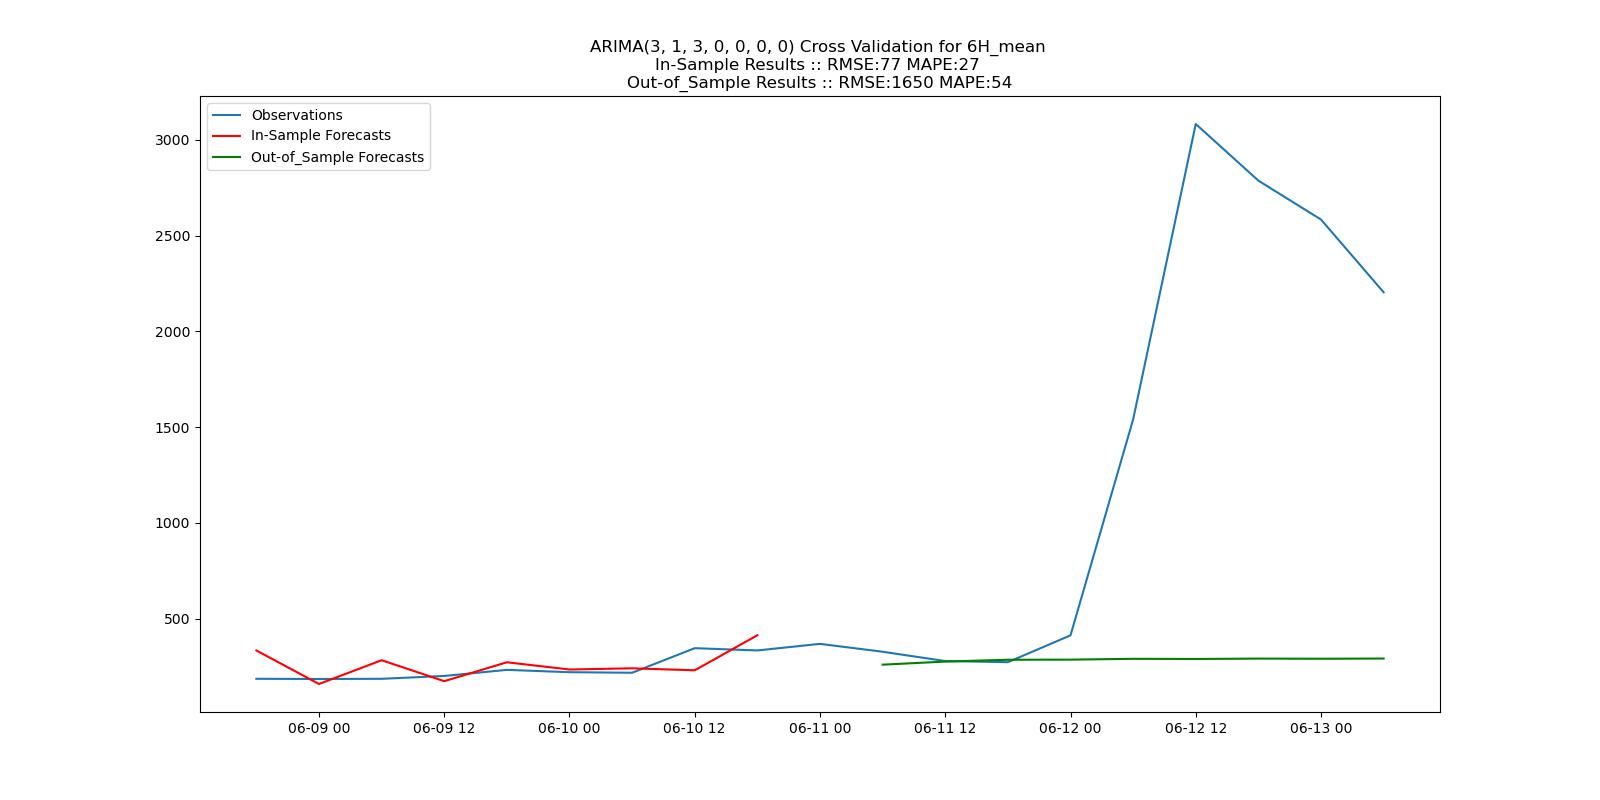 ARIMA(3, 1, 3, 0, 0, 0, 0) Cross Validation for 6H_mean
In-Sample Results :: RMSE:77 MAPE:27
Out-of_Sample Results :: RMSE:1650 MAPE:54
Observations
In-Sample Forecasts
Out-of_Sample Forecasts
3000
2500
2000
1500
1000
500
06-09 00
06-09 12
06-10 00
06-10 12
06-11 00
06-11 12
06-12 00
06-12 12
06-13 00